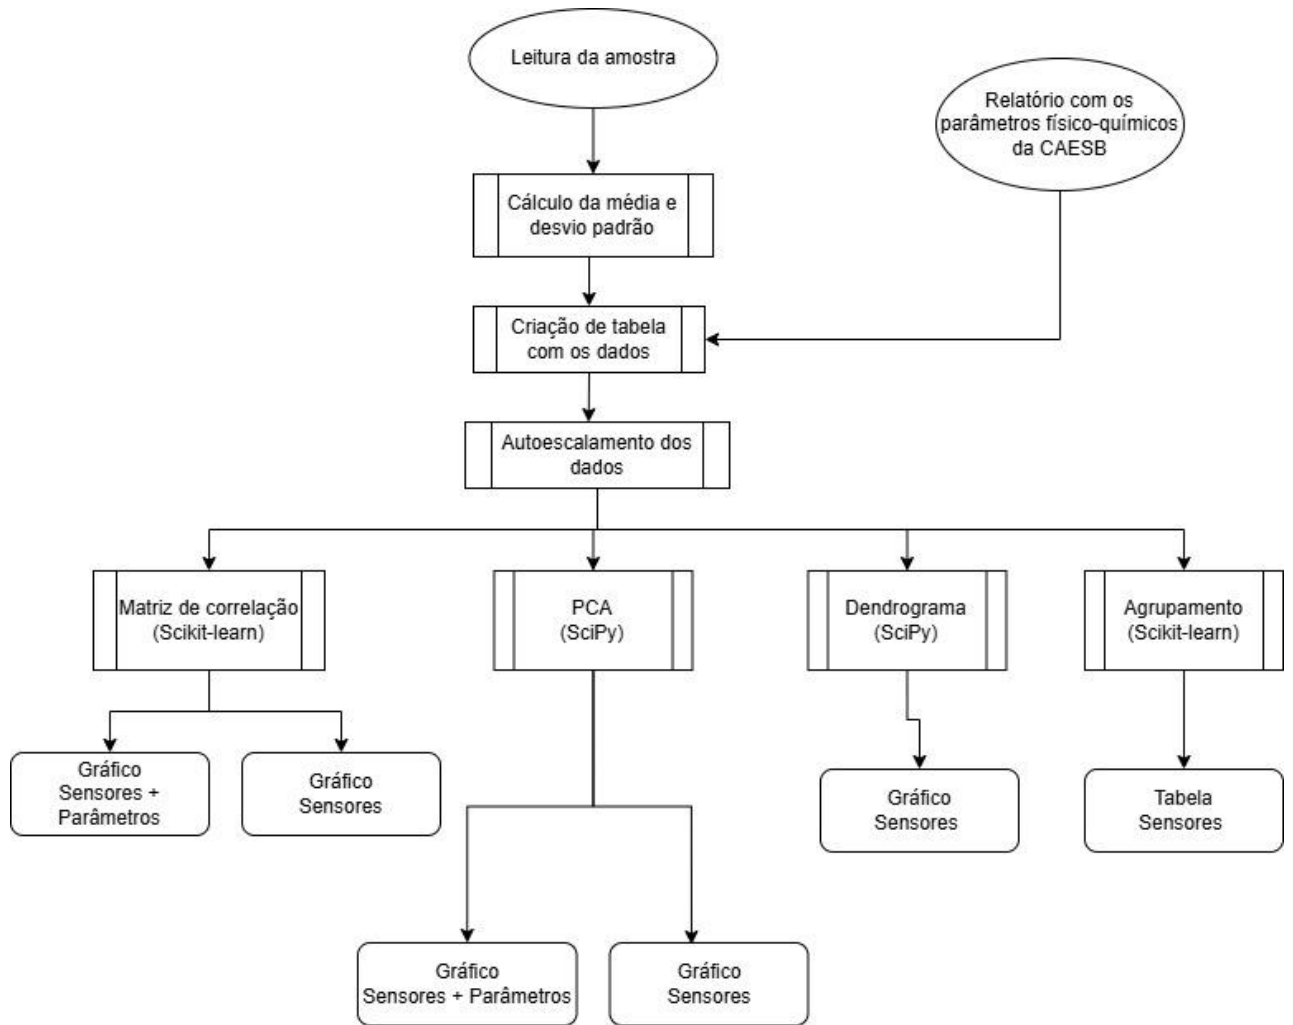 Leitura da amostra
Relatório com os
parâmetros físico-químicos
da CAESB
Cálculo da média e
desvio padrão
Criação de tabela
com os dados
Autoescalamento dos
dados
Matriz de correlação
(Scikit-learn)
PCA
(SciPy)
Dendrograma
(SciPy)
Agrupamento
(Scikit-learn)
Gráfico
Sensores +
Parâmetros
Gráfico
Sensores
Gráfico
Sensores
Tabela
Sensores
Gráfico
Sensores + Parâmetros
Gráfico
Sensores